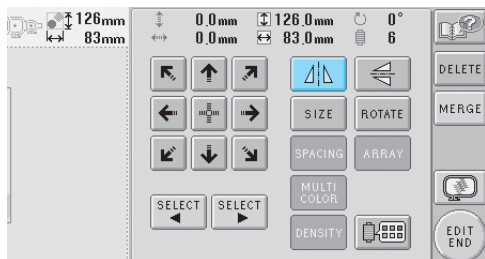 126mm
83mm
0.0mm 126.0mm 0°
0.0mm 83.0mm 6
DELETE
SIZE ROTATE
MERGE
SPACING ARRAY
SELECT SELECT
MULTI
COLOR
DENSITY
EDIT
END